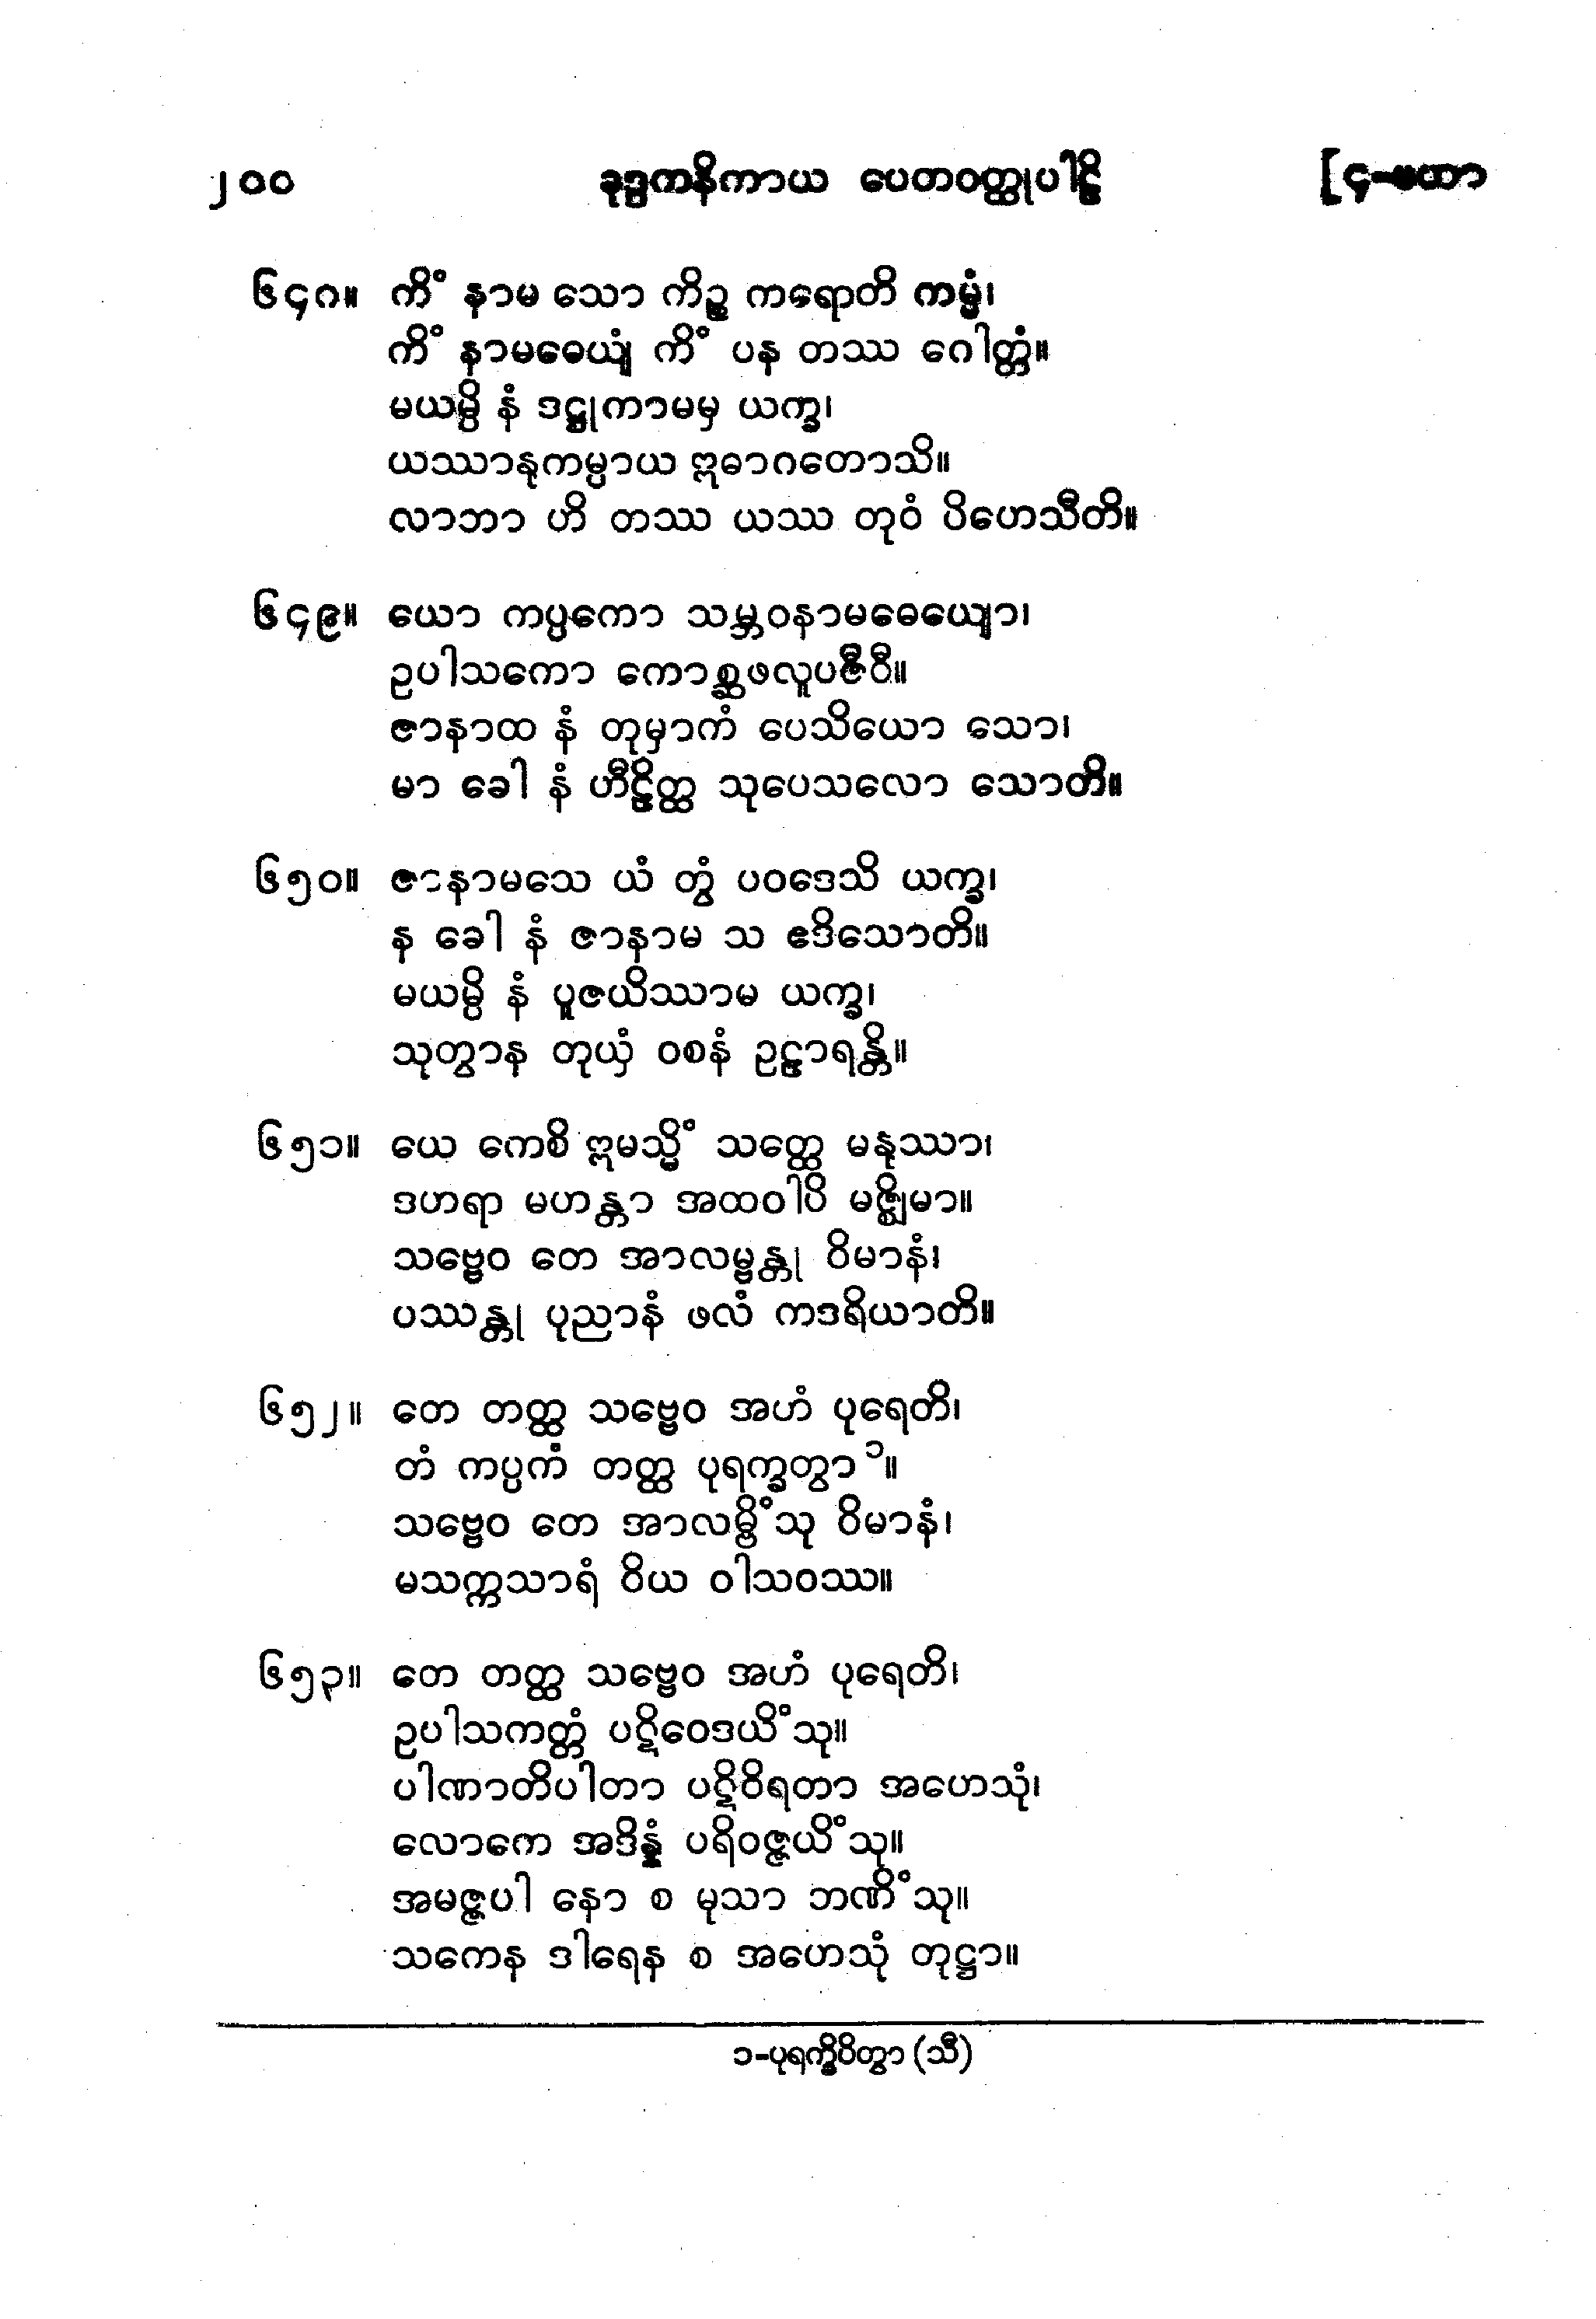 ၂၀၀ ခုဒ္ဒကနိကာယ ပေတဝတ္ထုပါဠိ [၄-မဟာ
၆၄၈။ ကိံ နာမ သော ကိဉ္စ ကရောတိ ကမ္မံ၊
ကိံ နာမဓေယျံ ကိံ ပန တဿ ဂေါတ္တံ။
မယမ္ပိ နံ ဒဋ္ဌုကာမမှ ယက္ခ၊
ယဿာနုကမ္ပာယ ဣဓာဂတောသိ။
လာဘာ ဟိ တဿ ယဿ တုဝံ ပိဟေသီတိ။
၆၄၉။ ယော ကပ္ပကော သမ္ဘဝနာမဓေယျော၊
ဥပါသကော ကောစ္ဆဖလူပဇီဝီ။
ဇာနာထ နံ တုမှာကံ ပေသိယော သော၊
မာ ခေါ နံ ဟီဠိတ္ထ သုပေသလော သောတိ။
၆၅၀။ ဇာနာမသေ ယံ တွံ ပဝဒေသိ ယက္ခ၊
န ခေါ နံ ဇာနာမ သ ဧဒိသောတိ။
မယမ္ပိ နံ ပူဇယိဿာမ ယက္ခ၊
သုတွာန တုယှံ ဝစနံ ဥဠာရန္တိ။
၆၅၁။ ယေ ကေစိ ဣမသ္မိံ သတ္ထေ မနုဿာ၊
ဒဟရာ မဟန္တာ အထဝါပိ မဇ္ဈိမာ။
သဗ္ဗေဝ တေ အာလမ္ဗန္တု ဝိမာနံ၊
ပဿန္တု ပုညာနံ ဖလံ ကဒရိယာတိ။
၆၅၂။ တေ တတ္ထ သဗ္ဗေဝ အဟံ ပုရေတိ၊
တံ ကပ္ပကံ တတ္ထ ပုရက္ခတွာ ၁။
သဗ္ဗေဝ တေ အာလမ္ဗိံသု ဝိမာနံ၊
မသက္ကသာရံ ဝိယ ဝါသဝဿ။
၆၅၃။ တေ တတ္ထ သဗ္ဗေဝ အဟံ ပုရေတိ၊
ဥပါသကတ္တံ ပဋိဝေဒယိံသု။
ပါဏာတိပါတာ ပဋိဝိရတာ အဟေသုံ၊
လောကေ အဒိန္နံ ပရိဝဇ္ဇယိံသု။
အမဇ္ဇပါ နော စ မုသာ ဘဏိံသု။
သကေန ဒါရေန စ အဟေသုံ တုဋ္ဌာ။
၁-ပုရက္ခိပိတွာ (သီ)